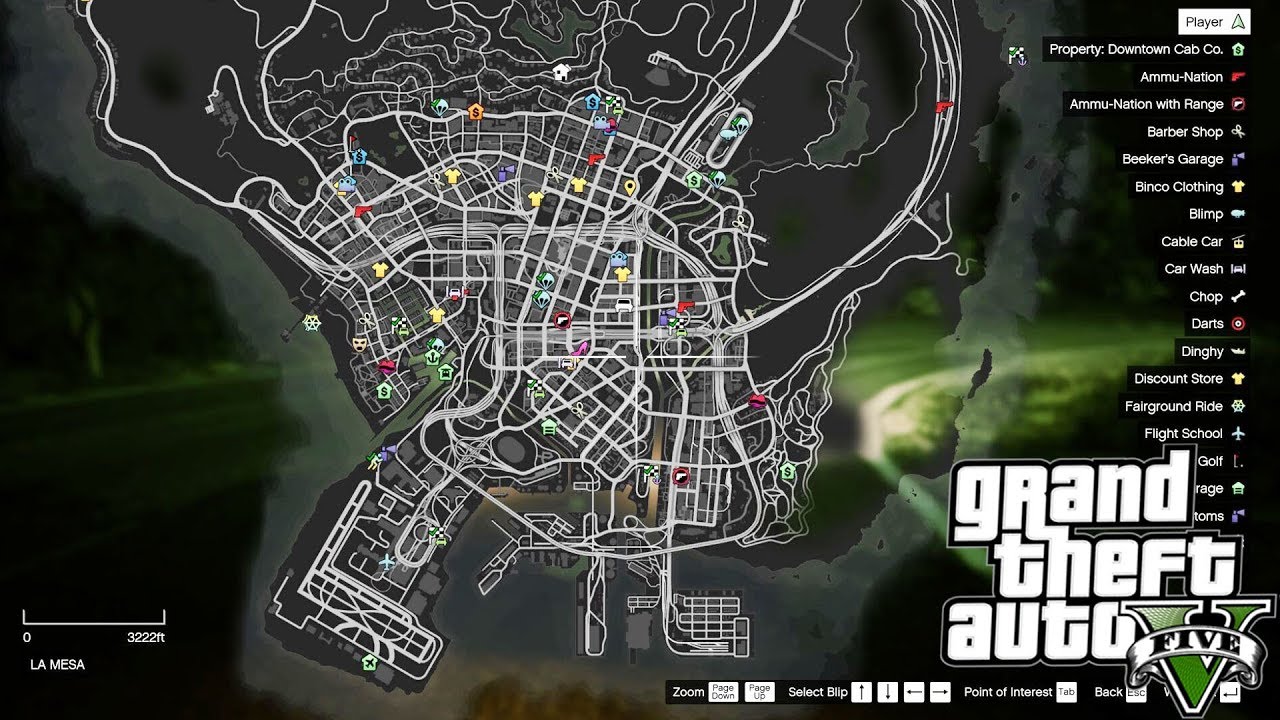 Player
Property: Downtown Cab Co.
Ammu-Nation
Ammu-Nation with Range
Barber Shop
Beeker's Garage
Binco Clothing
Blimp
Cable Car
Car Wash
Chop
Darts
Dinghy
Discount Store
Fairground Ride
Flight School
Golf
rage
toms
grand
theft
auto
V
FIVE
0 3222ft
LA MESA
Zoom Page Down Page Up Select Blip ↑ ↓ ← → Point of Interest Tab Back Esc